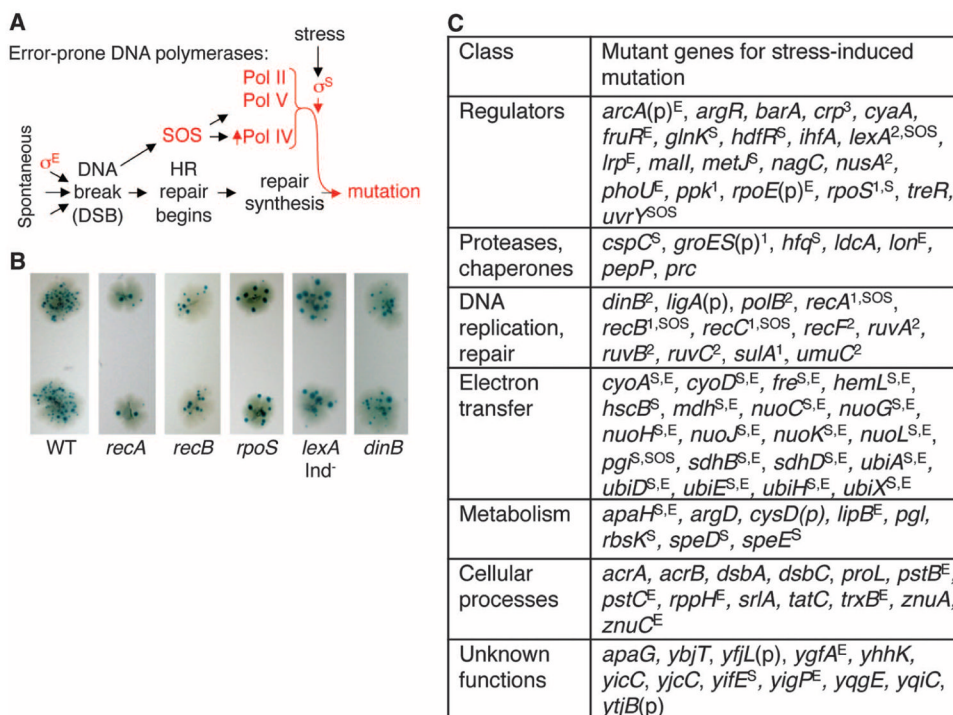 A
Error-prone DNA polymerases:
stress
σS
Pol II
Pol V
SOS
Pol IV
σE
Spontaneous
DNA
break
(DSB)
HR
repair
begins
repair
synthesis
mutation
B
WT
recA
recB
rpoS
lexA
Ind-
dinB
C
Class
Mutant genes for stress-induced
mutation
Regulators
arcA(p)E, argR, barA, crp3, cyaA,
fruRE, glnKS, hdfRS, ihfA, lexA2,SOS,
lrpE, malI, metJS, nagC, nusA2,
phoUE, ppk1, rpoE(p)E, rpoS1,S, treR,
uvrYSOS
Proteases,
chaperones
cspCS, groES(p)1, hfqS, ldcA, lonE,
pepP, prc
DNA
replication,
repair
dinB2, ligA(p), polB2, recA1,SOS,
recB1,SOS, recC1,SOS, recF2, ruvA2,
ruvB2, ruvC2, sulA1, umuC2
Electron
transfer
cyoAS,E, cyoDS,E, freS,E, hemLS,E,
hscBS, mdhS,E, nuoCS,E, nuoGS,E,
nuoHS,E, nuoJS,E, nuoKS,E, nuoLS,E,
pgiS,SOS, sdhBS,E, sdhDS,E, ubiAS,E,
ubiDS,E, ubiES,E, ubiHS,E, ubiXS,E
Metabolism
apaHS,E, argD, cysD(p), lipBE, pgl,
rbsKS, speDS, speES
Cellular
processes
acrA, acrB, dsbA, dsbC, proL, pstBE,
pstCE, rppHE, srlA, tatC, trxBE, znuA,
znuCE
Unknown
functions
apaG, ybjT, yfjL(p), ygfAE, yhhK,
yicC, yjcC, yifES, yigPE, yqgE, yqiC,
ytjB(p)